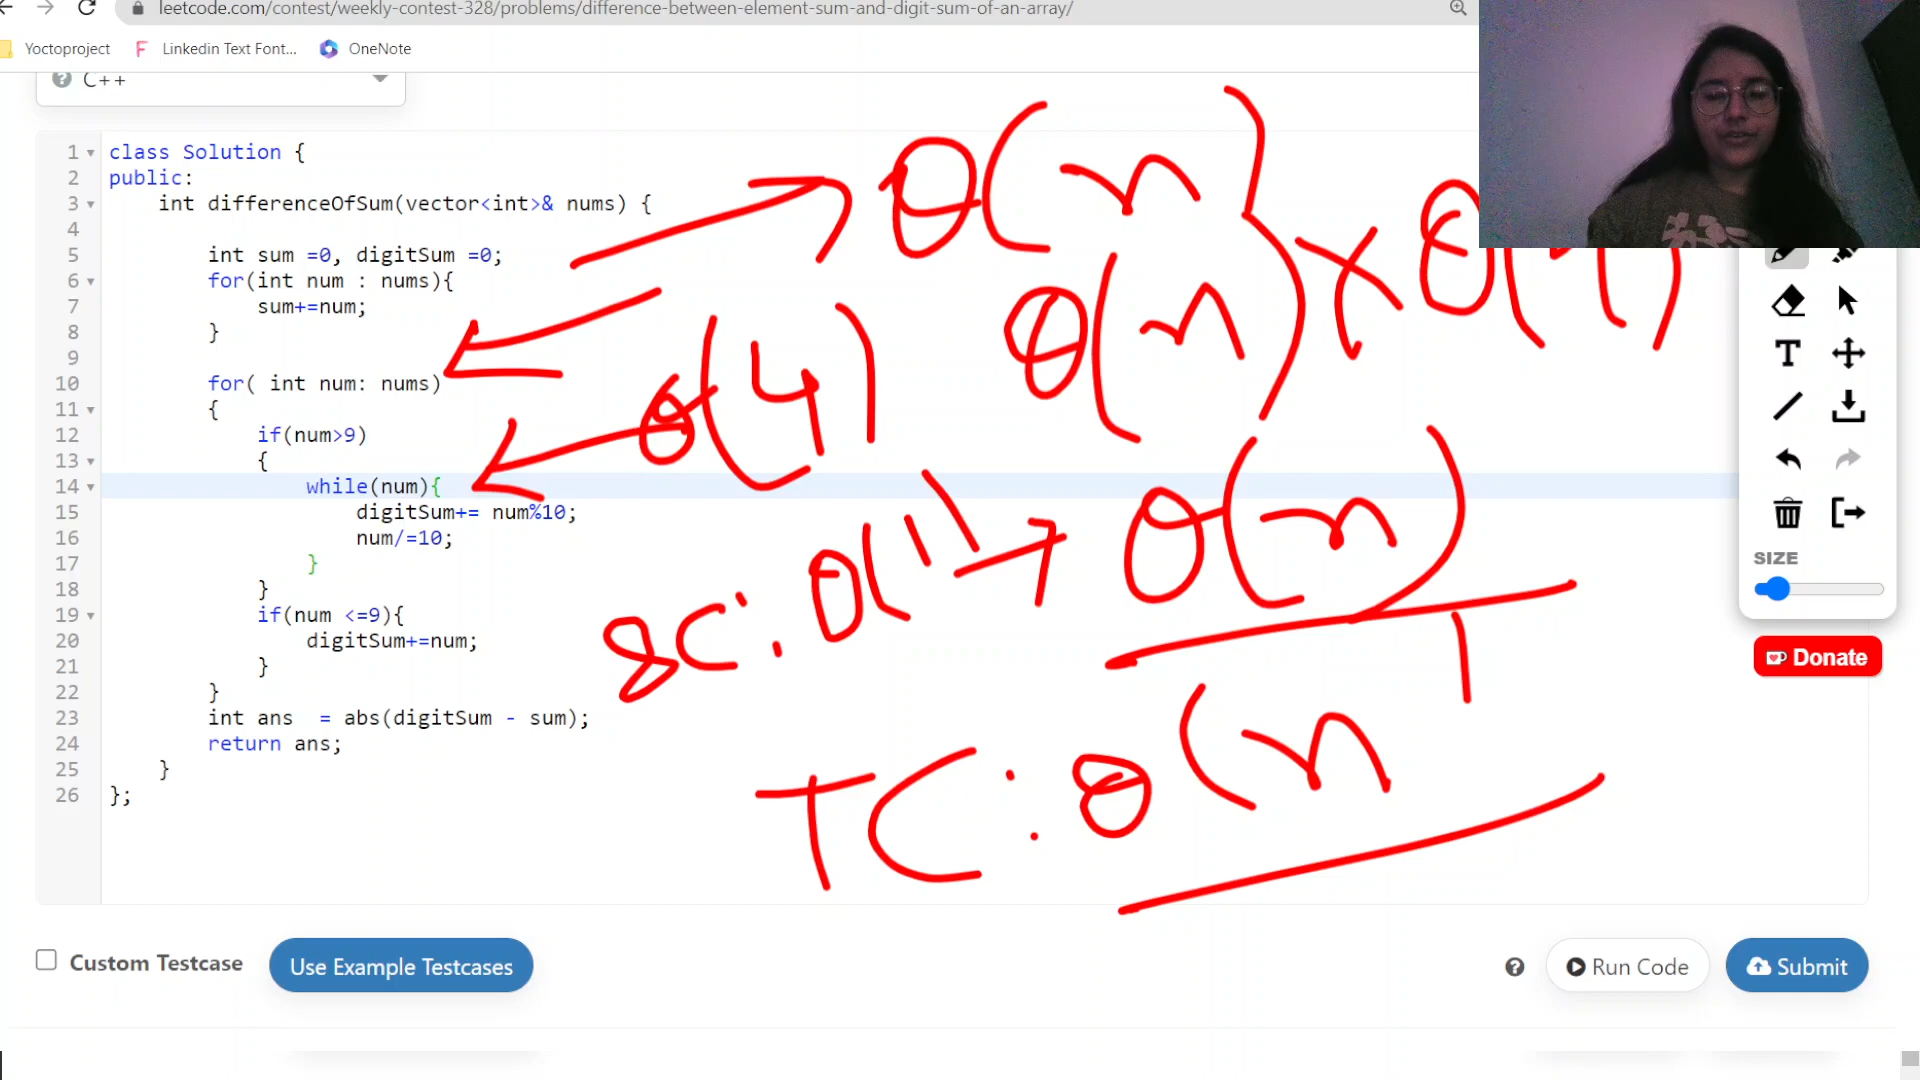 leetcode.com/contest/weekly-contest-328/problems/difference-between-element-sum-and-digit-sum-of-an-array/
Yoctoproject
F Linkedin Text Font...
OneNote
C++
1 class Solution {
2 public:
3 int differenceOfSum(vector<int>& nums) {
4
5 int sum =0, digitSum =0;
6 for(int num : nums){
7 sum+=num;
8 }
9
10 for( int num: nums)
11 {
12 if(num>9)
13 {
14 while(num){
15 digitSum+= num%10;
16 num/=10;
17 }
18 }
19 if(num <=9){
20 digitSum+=num;
21 }
22 }
23 int ans = abs(digitSum - sum);
24 return ans;
25 }
26 };
O(n)
O(n) x
O(4)
SC: O(1)
O(n)
TC: O(n
T
SIZE
Donate
Custom Testcase
Use Example Testcases
Run Code
Submit